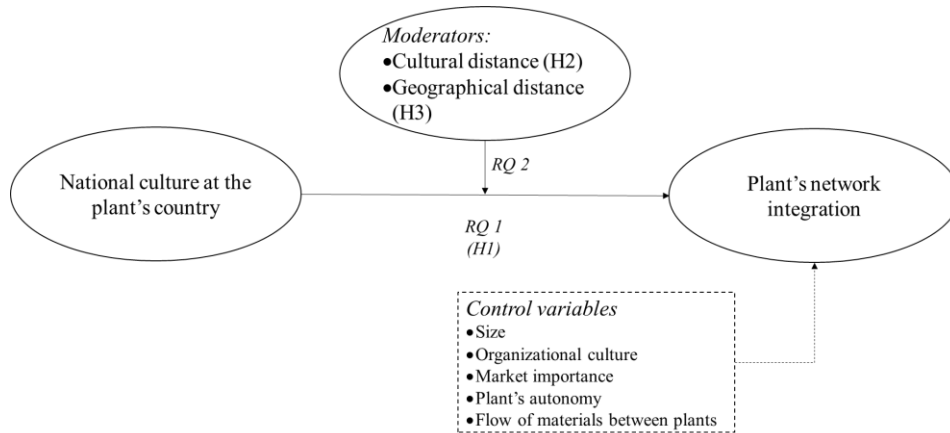 Moderators:
•Cultural distance (H2)
•Geographical distance
(H3)
National culture at the
plant’s country
RQ 2
Plant’s network
integration
RQ 1
(H1)
Control variables
•Size
•Organizational culture
•Market importance
•Plant’s autonomy
•Flow of materials between plants